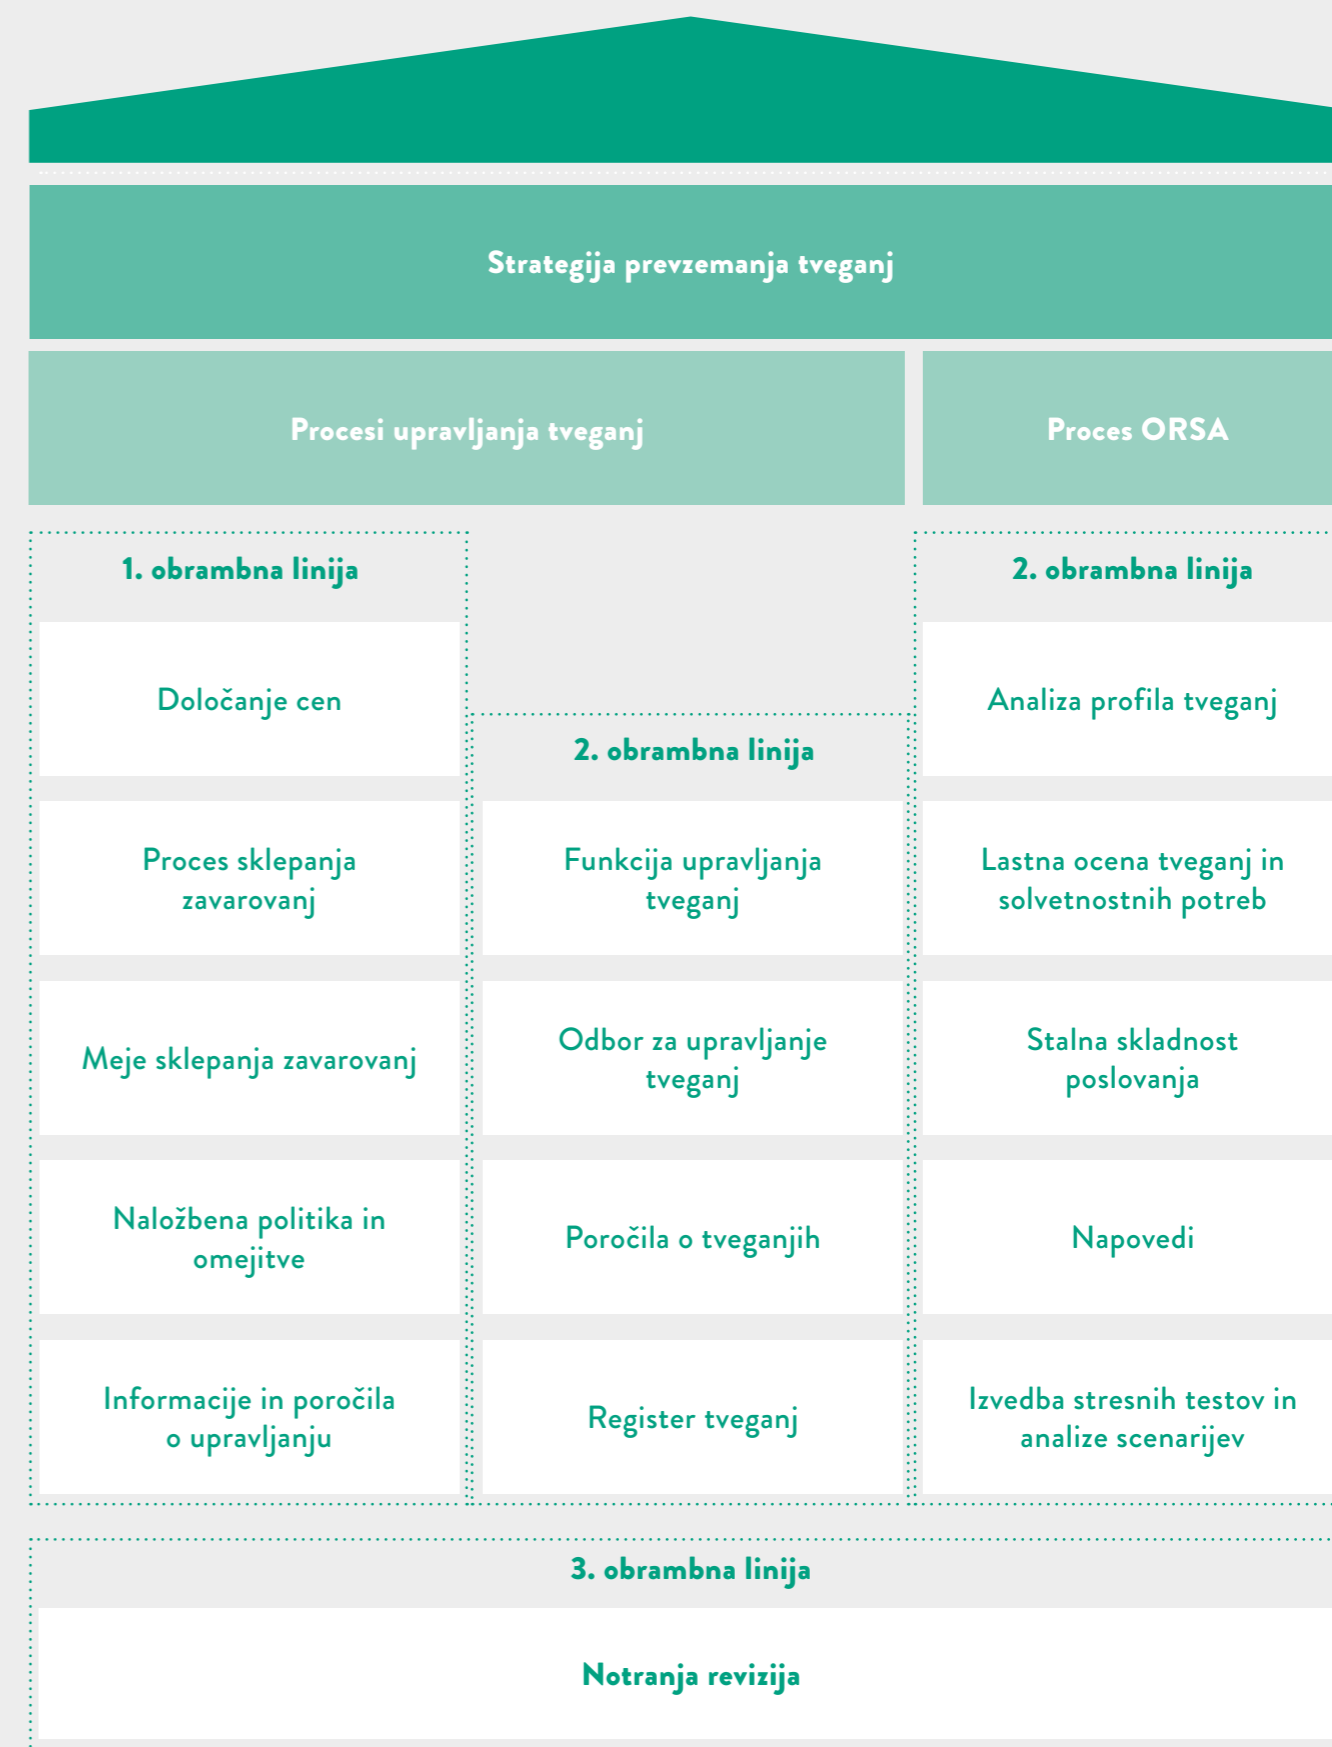 Strategija prevzemanja tveganj
Procesi upravljanja tveganj
Proces ORSA
1. obrambna linija
Določanje cen
Proces sklepanja
zavarovanj
Meje sklepanja zavarovanj
Naložbena politika in
omejitve
Informacije in poročila
o upravljanju
2. obrambna linija
Funkcija upravljanja
tveganj
Odbor za upravljanje
tveganj
Poročila o tveganjih
Register tveganj
2. obrambna linija
Analiza profila tveganj
Lastna ocena tveganj in
solvetnostnih potreb
Stalna skladnost
poslovanja
Napovedi
Izvedba stresnih testov in
analize scenarijev
3. obrambna linija
Notranja revizija